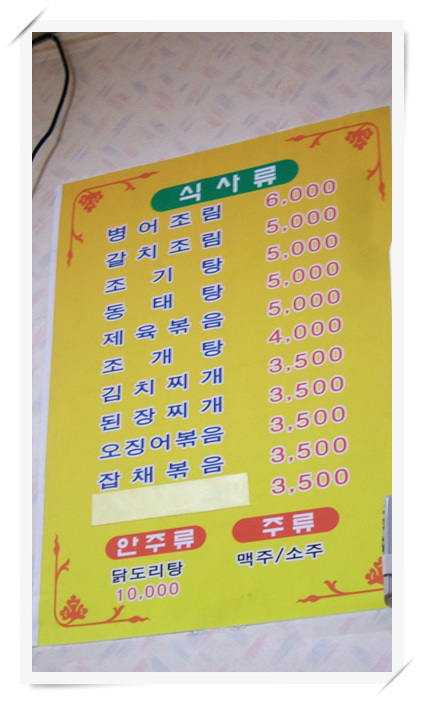 식사류
병어조림 6,000
갈치조림 5,000
조기탕 5,000
동태탕 5,000
제육볶음 5,000
조개탕 4,000
김치찌개 3,500
된장찌개 3,500
오징어볶음 3,500
잡채볶음 3,500
3,500
안주류
닭도리탕
10,000
주류
맥주/소주